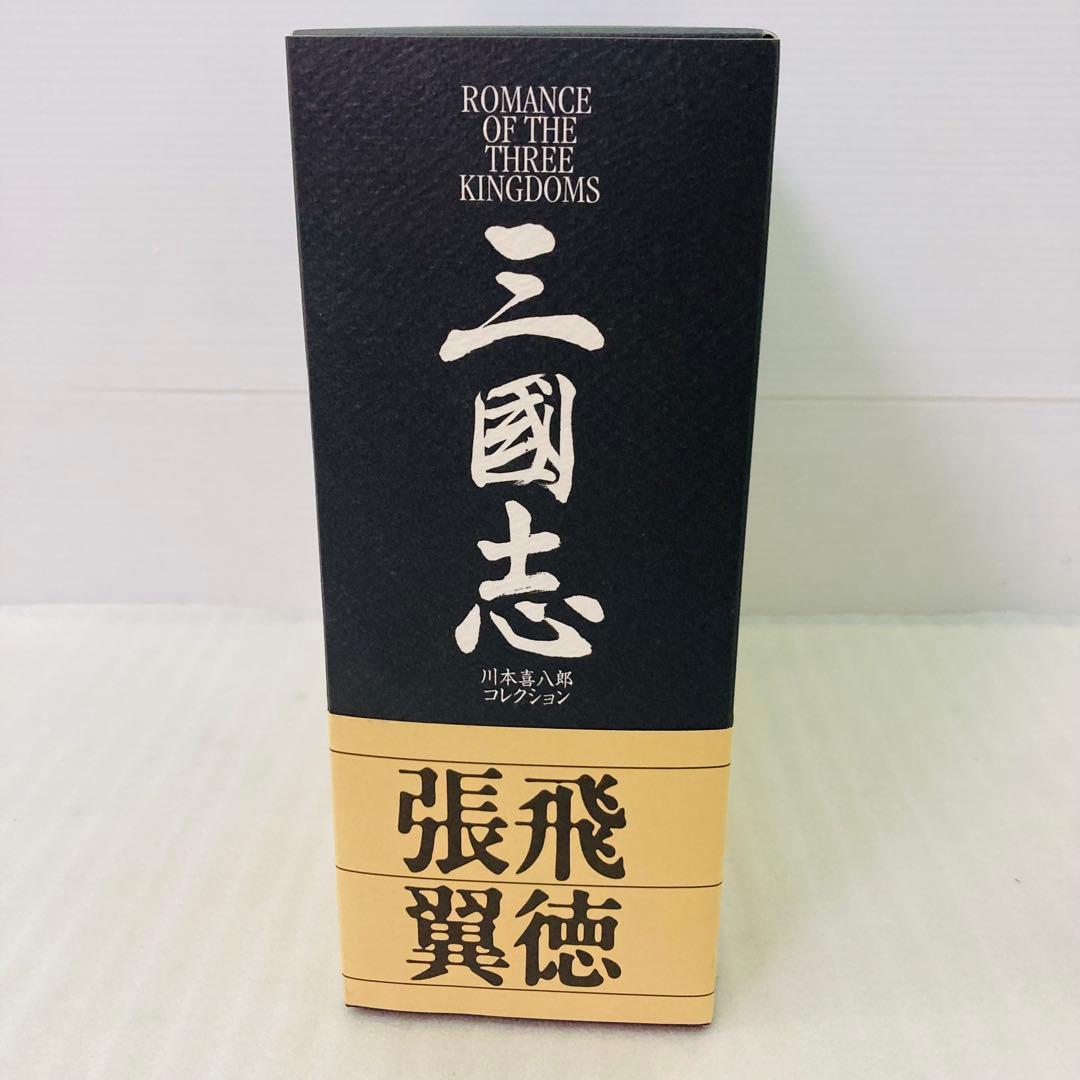 ROMANCE
OF THE
THREE
KINGDOMS
三國志
川本喜八郎
コレクション
張飛
翼徳